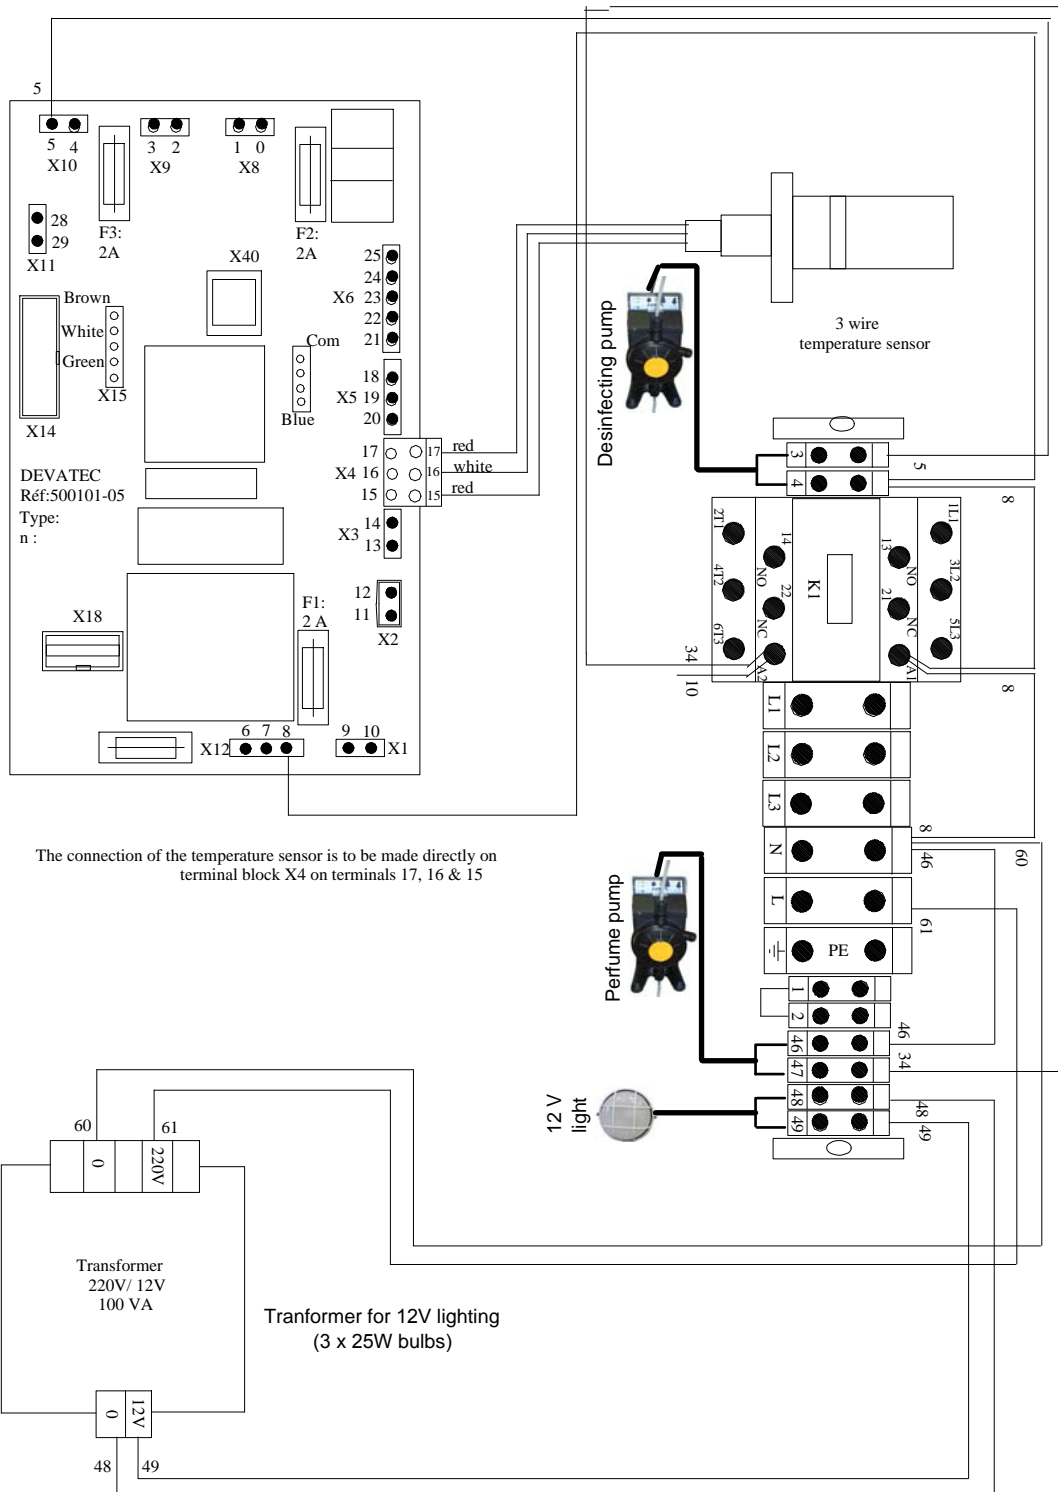 5
5 4
X10
3 2
X9
1 0
X8
F3:
2A
F2:
2A
28
29
X11
X40
25
24
X6 23
22
21
Brown
White
Green
X15
X14
Com
Blue
18
X5 19
20
17
X4 16
15
17 red
16 white
15 red
DEVATEC
Réf:500101-05
Type:
n :
14
X3
13
12
11
X2
F1:
2 A
X18
6 7 8
X12
9 10
X1
3 wire
temperature sensor
Desinfecting pump
3
4
5
8
2T1
4T2
6T3
14
NO
22
NC
A2
K1
13
NO
21
NC
A1
1L1
3L2
5L3
34
10
8
L1
L2
L3
N
8
46
60
L
61
PE
1
2
46
46
34
47
48
48
49
49
The connection of the temperature sensor is to be made directly on
terminal block X4 on terminals 17, 16 & 15
Perfume pump
12 V
light
60
61
0
220V
Transformer
220V/ 12V
100 VA
Tranformer for 12V lighting
(3 x 25W bulbs)
0
12V
48
49